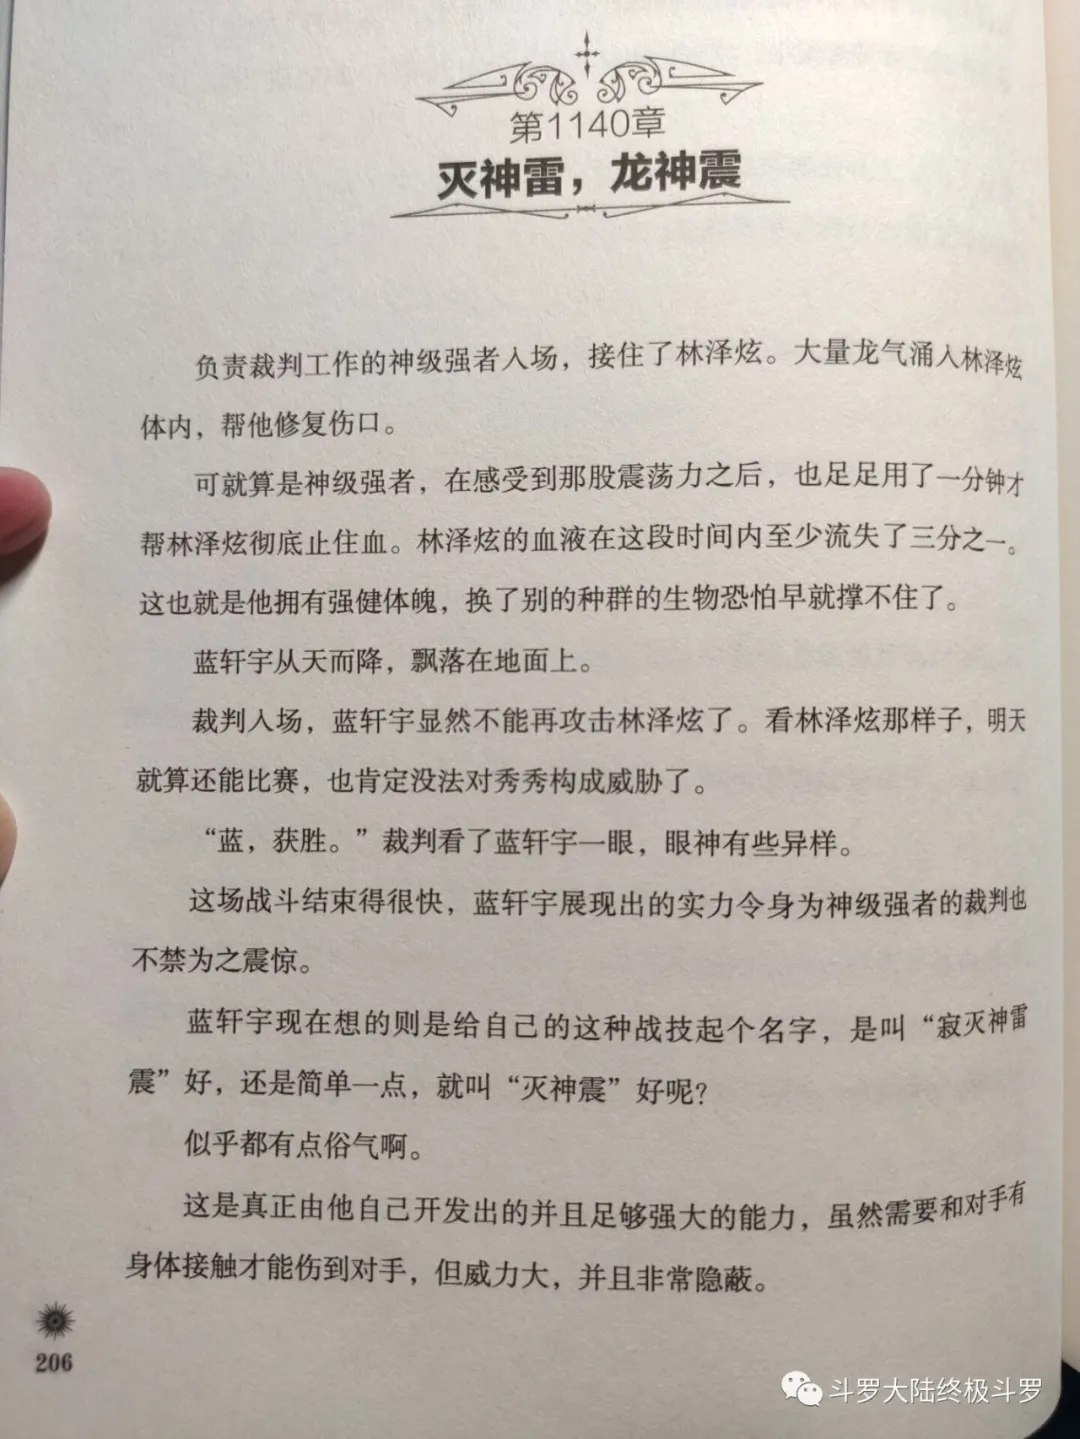 第1140章
灭神雷，龙神震
负责裁判工作的神级强者入场，接住了林泽炫。大量龙气涌入林泽炫
体内，帮他修复伤口。
可就算是神级强者，在感受到那股震荡力之后，也足足用了一分钟才
帮林泽炫彻底止住血。林泽炫的血液在这段时间内至少流失了三分之一。
这也就是他拥有强健体魄，换了别的种群的生物恐怕早就撑不住了。
蓝轩宇从天而降，飘落在地面上。
裁判入场，蓝轩宇显然不能再攻击林泽炫了。看林泽炫那样子，明天
就算还能比赛，也肯定没法对秀秀构成威胁了。
“蓝，获胜。”裁判看了蓝轩宇一眼，眼神有些异样。
这场战斗结束得很快，蓝轩宇展现出的实力令身为神级强者的裁判也
不禁为之震惊。
蓝轩宇现在想的则是给自己的这种战技起个名字，是叫“寂灭神雷
震”好，还是简单一点，就叫“灭神震”好呢？
似乎都有点俗气啊。
这是真正由他自己开发出的并且足够强大的能力，虽然需要和对手有
身体接触才能伤到对手，但威力大，并且非常隐蔽。
206
斗罗大陆终极斗罗